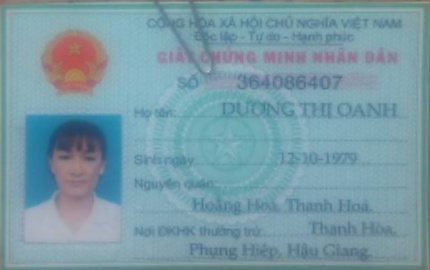 CỘNG HÒA XÃ HỘI CHỦ NGHĨA VIỆT NAM
Độc lập - Tự do - Hạnh phúc
GIẤY CHỨNG MINH NHÂN DÂN
SỐ 364086407
Họ tên: DƯƠNG THỊ OANH
Sinh ngày 12-10-1979
Nguyên quán:
Hoằng Hoá, Thanh Hoá.
Nơi ĐKHK thường trú: Thạnh Hòa,
Phụng Hiệp, Hậu Giang.